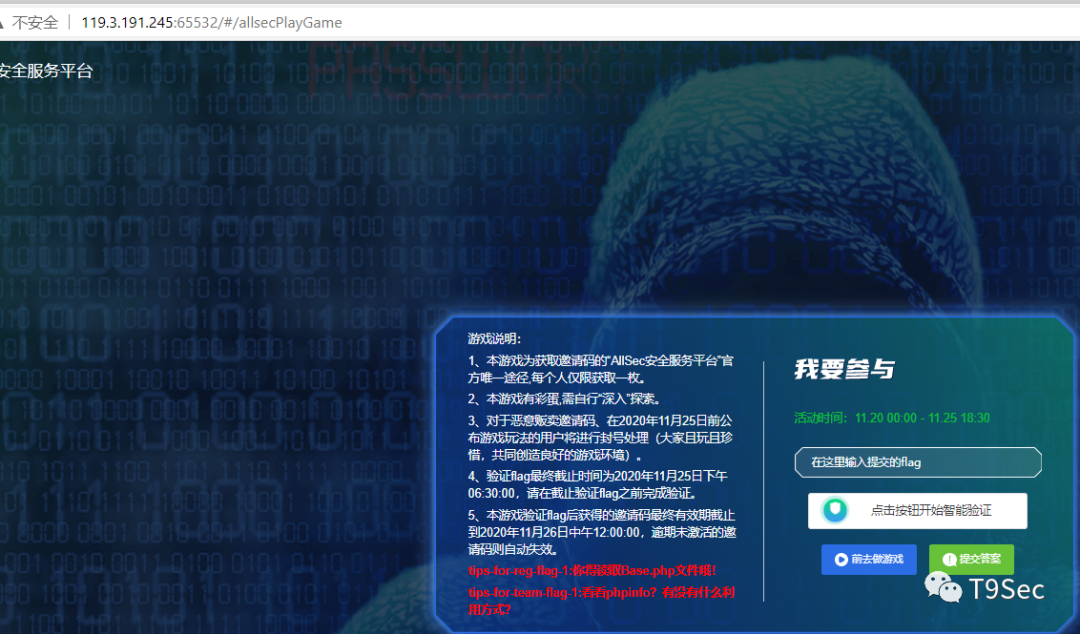 不安全 | 119.3.191.245:65532/#/allsecPlayGame
安全服务平台
游戏说明:
1、本游戏为获取邀请码的“AllSec安全服务平台”官
方唯一途径,每个人仅限获取一枚。
2、本游戏有彩蛋,需自行“深入”探索。
3、对于恶意贩卖邀请码、在2020年11月25日前公
布游戏玩法的用户将进行封号处理（大家且玩且珍
惜，共同创造良好的游戏环境）。
4、验证flag最终截止时间为2020年11月25日下午
06:30:00，请在截止验证flag之前完成验证。
5、本游戏验证flag后获得的邀请码最终有效期截止
到2020年11月26日中午12:00:00，逾期未激活的邀
请码则自动失效。
tips-for-reg-flag-1:你得读取Base.php文件哦!
tips-for-team-flag-1:看看phpinfo？有没有什么利
用方式?
我要参与
活动时间：11.20 00:00 - 11.25 18:30
在这里输入提交的flag
点击按钮开始智能验证
前去做游戏
提交答案
T9Sec